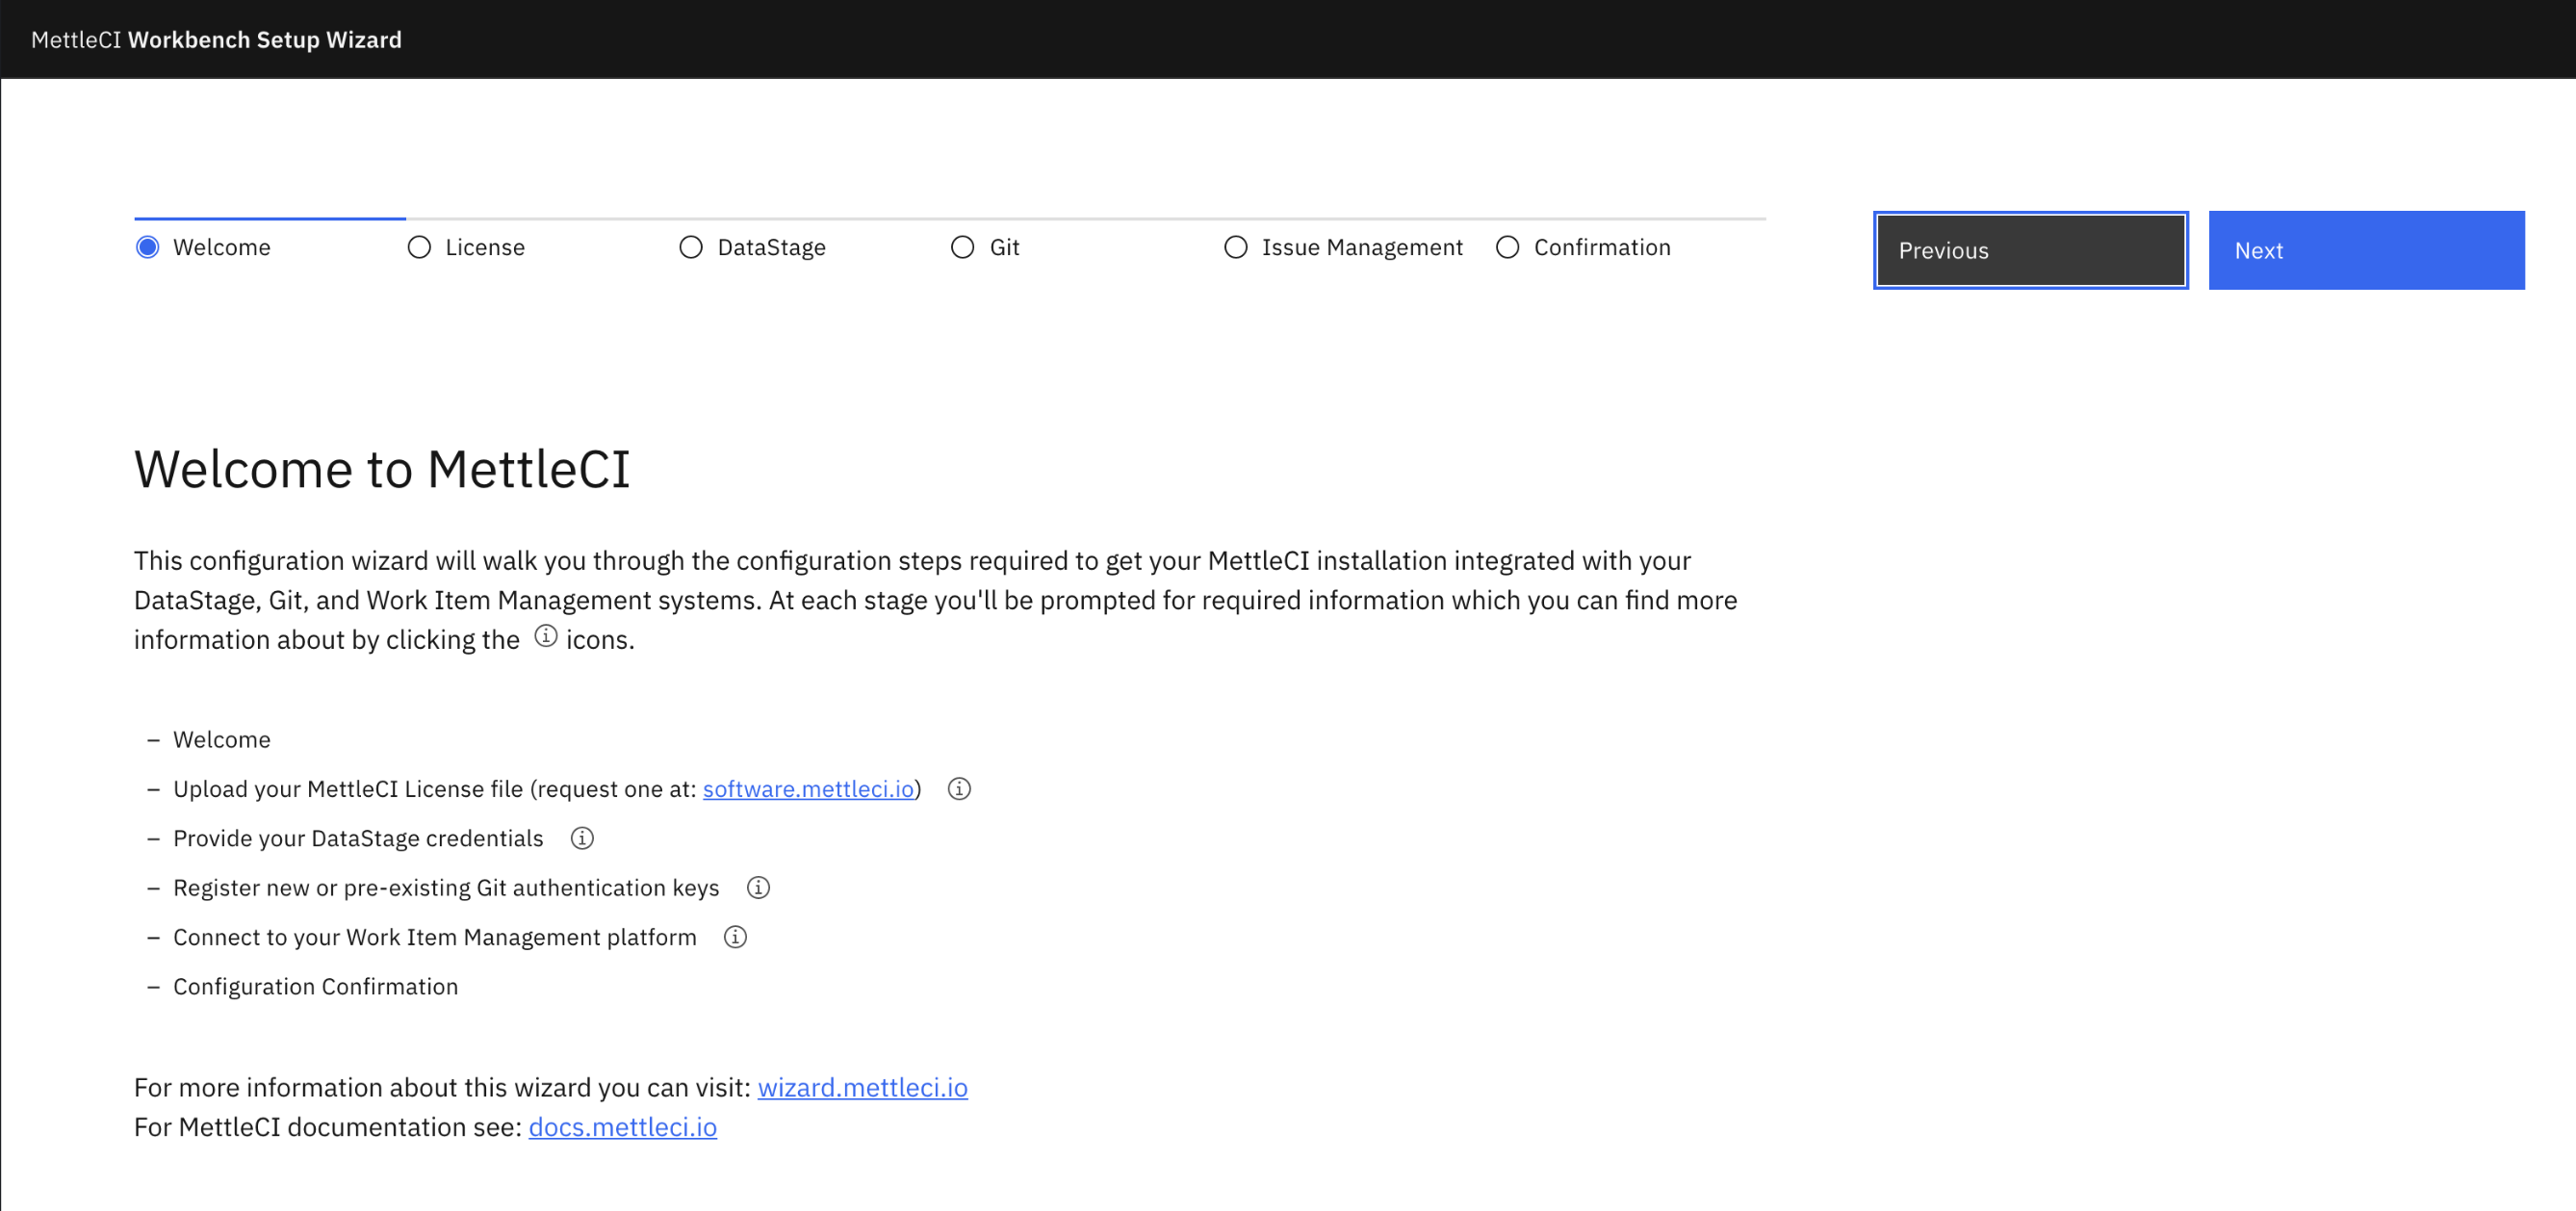 MettleCI Workbench Setup Wizard
Welcome
License
DataStage
Git
Issue Management
Confirmation
Previous
Next
Welcome to MettleCI
This configuration wizard will walk you through the configuration steps required to get your MettleCI installation integrated with your
DataStage, Git, and Work Item Management systems. At each stage you'll be prompted for required information which you can find more
information about by clicking the ⓘ icons.
– Welcome
– Upload your MettleCI License file (request one at: software.mettleci.io) ⓘ
– Provide your DataStage credentials ⓘ
– Register new or pre-existing Git authentication keys ⓘ
– Connect to your Work Item Management platform ⓘ
– Configuration Confirmation
For more information about this wizard you can visit: wizard.mettleci.io
For MettleCI documentation see: docs.mettleci.io